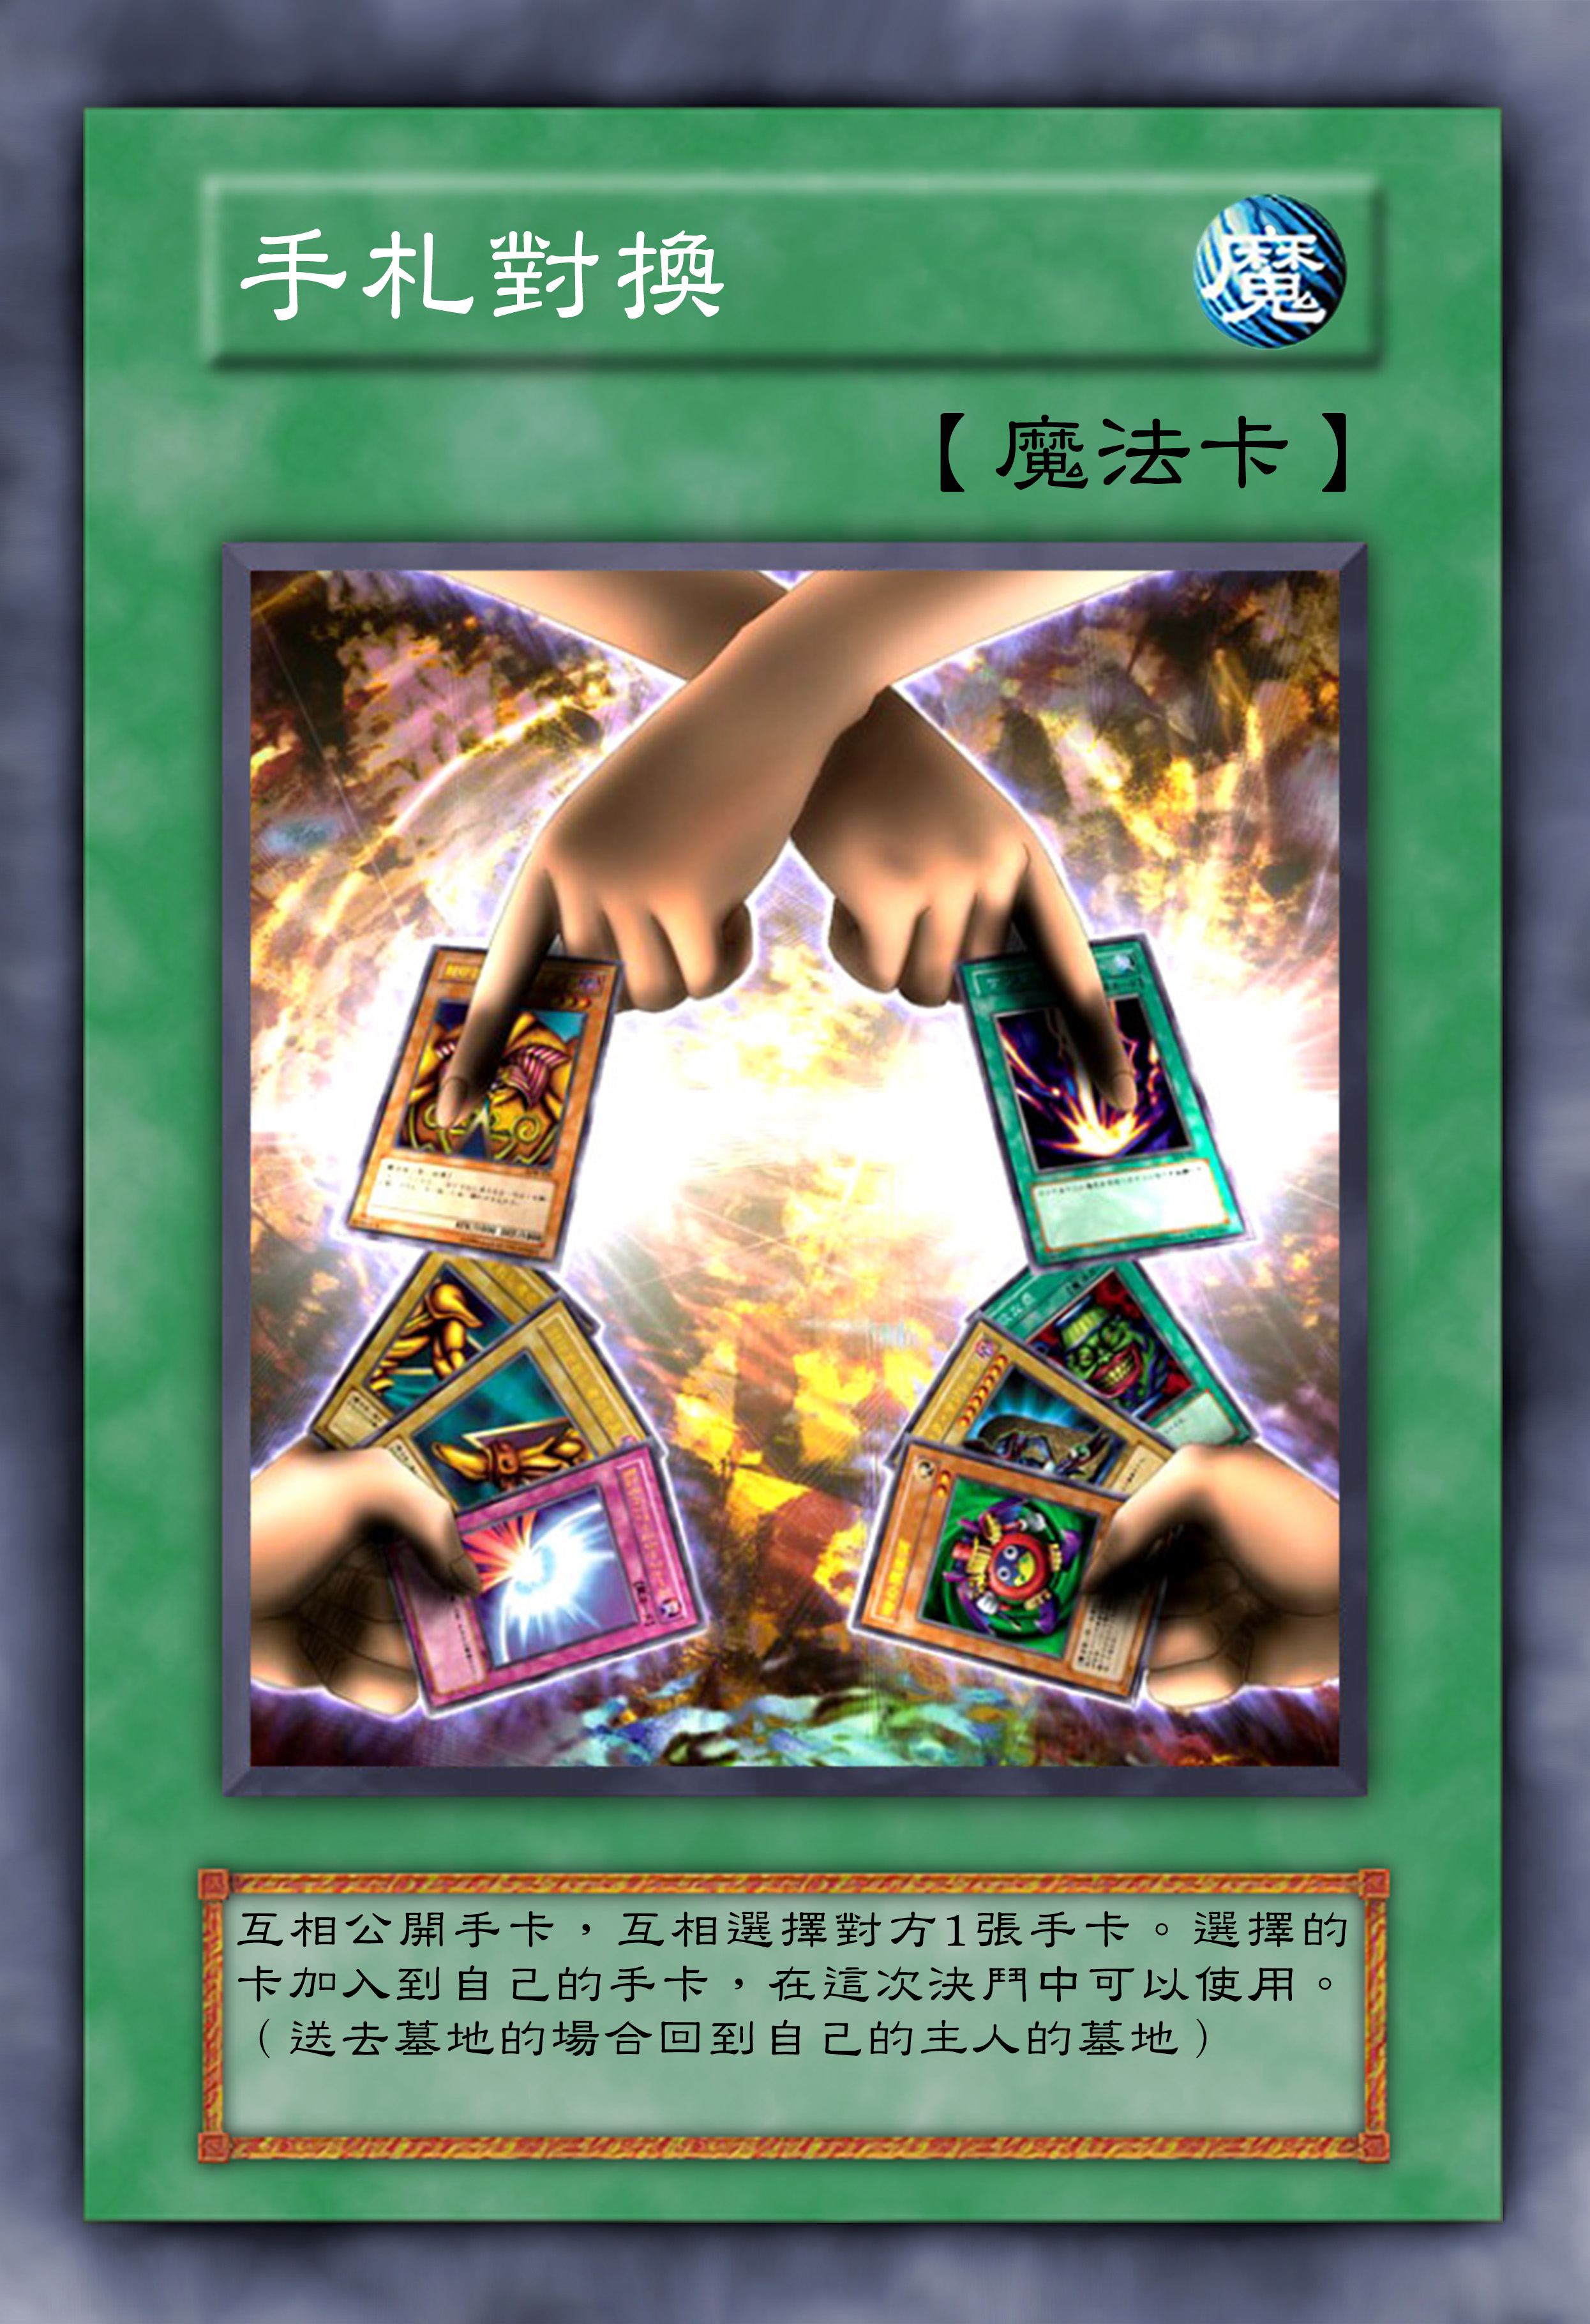 手札對換
魔
【魔法卡】
互相公開手卡，互相選擇對方1張手卡。選擇的
卡加入到自己的手卡，在這次決鬥中可以使用。
（送去墓地的場合回到自己的主人的墓地）